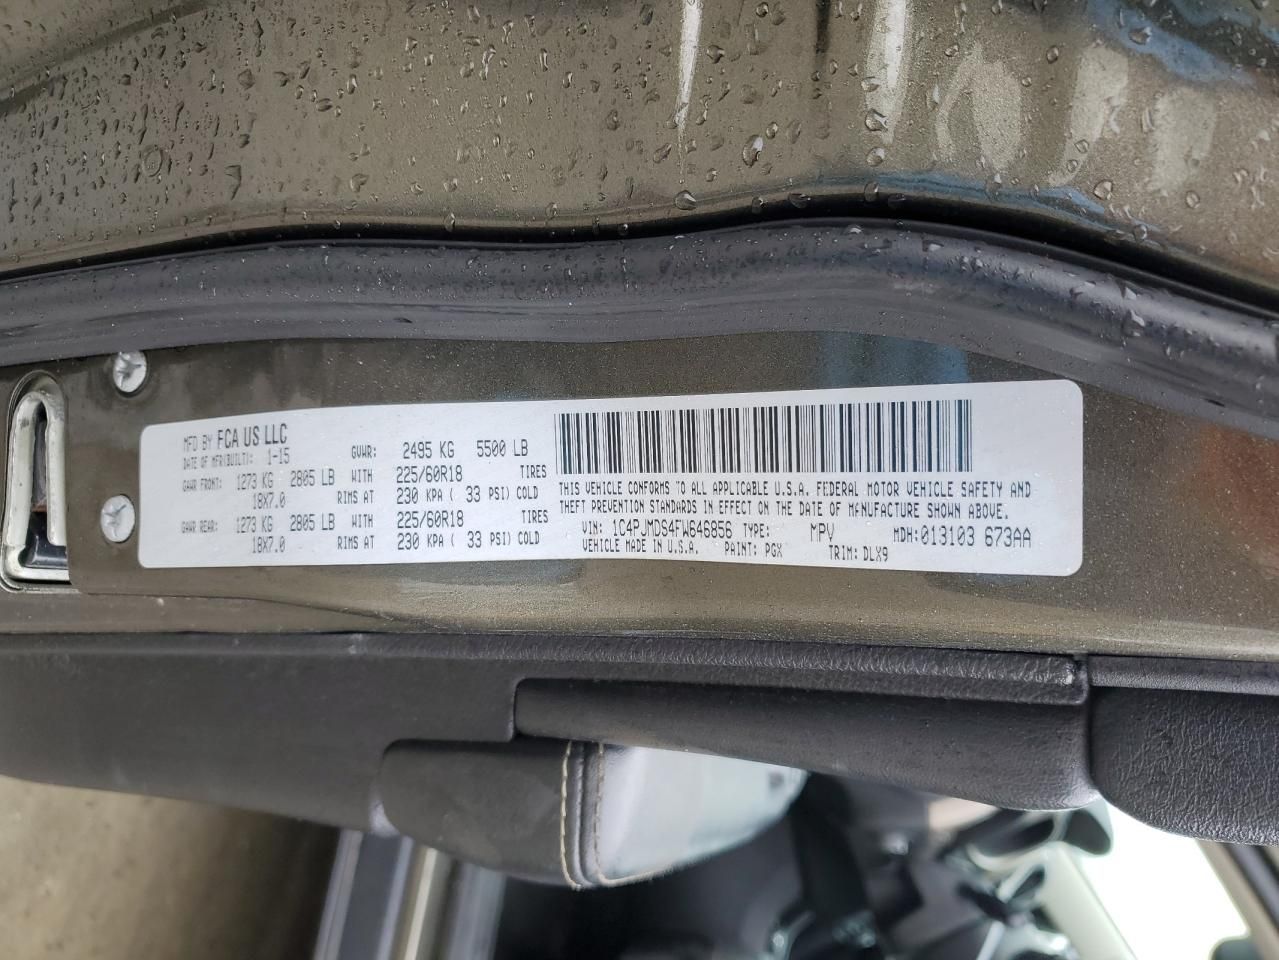 MFD BY FCA US LLC
DATE OF MFR(BUILT): 1-15 GVWR: 2495 KG 5500 LB
GAWR FRONT: 1273 KG 2805 LB WITH 225/60R18 TIRES
18X7.0 RIMS AT 230 KPA ( 33 PSI) COLD
GAWR REAR: 1273 KG 2805 LB WITH 225/60R18 TIRES
18X7.0 RIMS AT 230 KPA ( 33 PSI) COLD
THIS VEHICLE CONFORMS TO ALL APPLICABLE U.S.A. FEDERAL MOTOR VEHICLE SAFETY AND
THEFT PREVENTION STANDARDS IN EFFECT ON THE DATE OF MANUFACTURE SHOWN ABOVE.
VIN: 1C4PJMDS4FW646856 TYPE: MPV MDH: 013103 673AA
VEHICLE MADE IN U.S.A. PAINT: PGX TRIM: DLX9